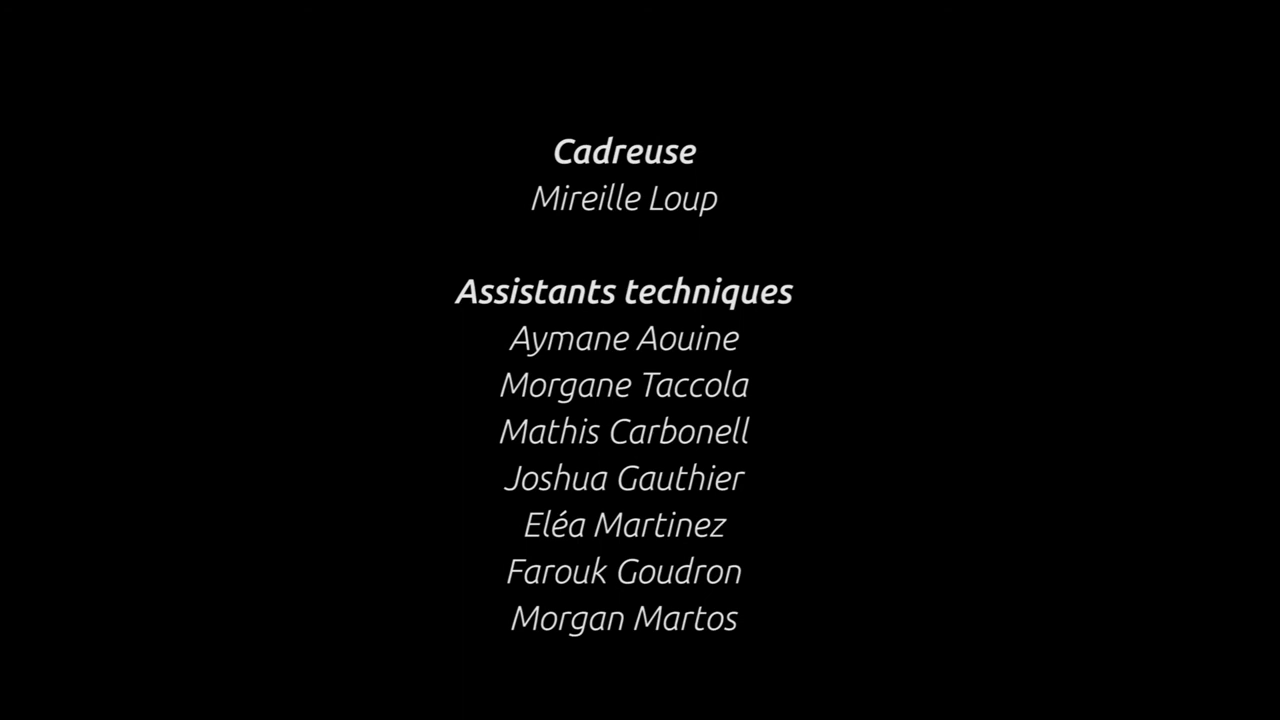 Cadreuse
Mireille Loup
Assistants techniques
Aymane Aouine
Morgane Taccola
Mathis Carbonell
Joshua Gauthier
Eléa Martinez
Farouk Goudron
Morgan Martos